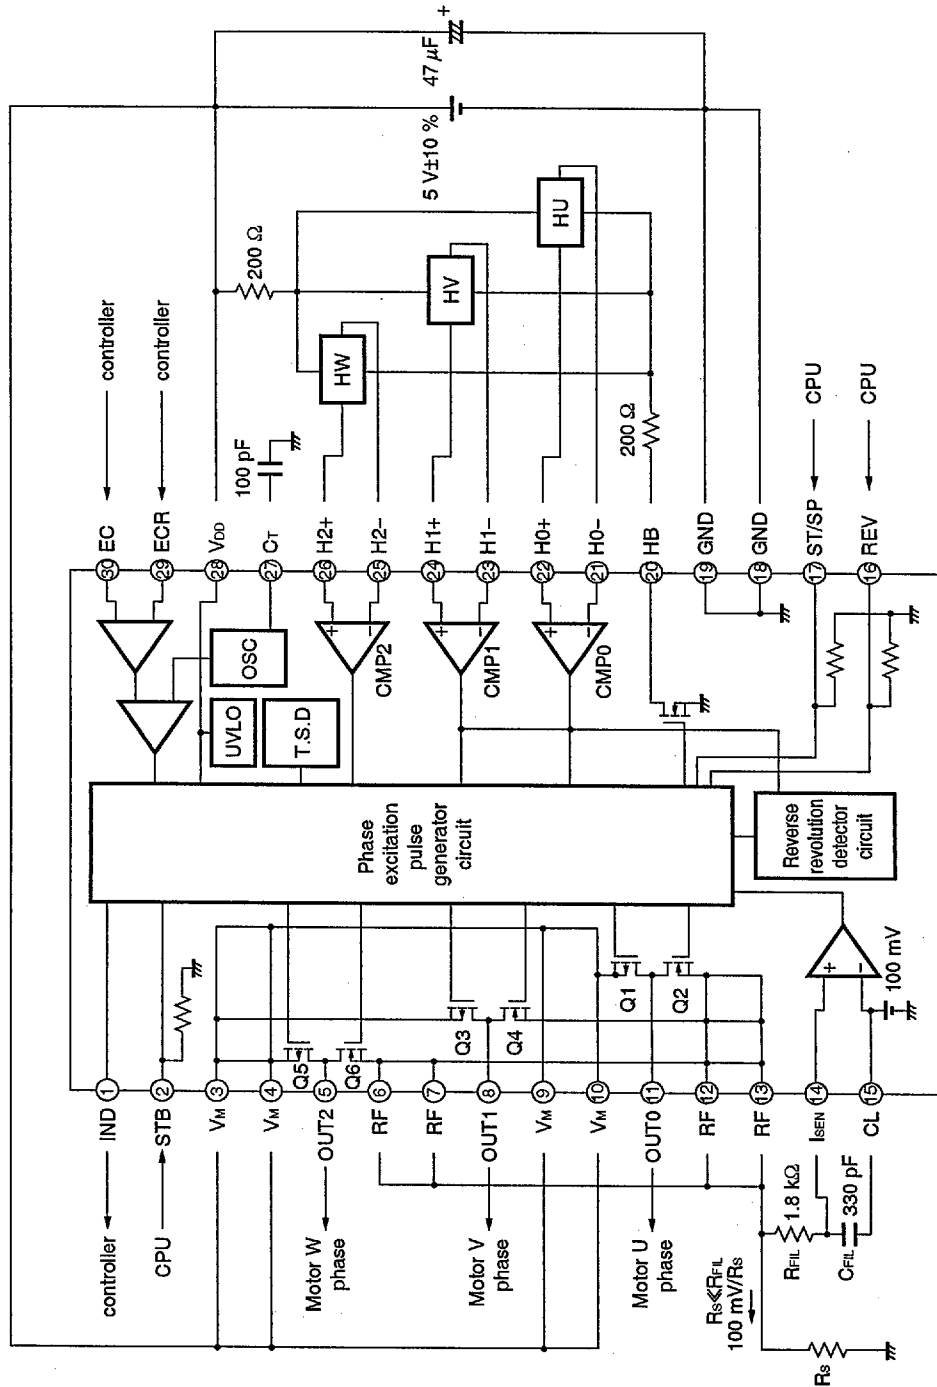 controller
CPU
Motor W
phase
Motor V
phase
Motor U
phase
Rs≪RFIL
100 mV/Rs
Rs
RFIL
1.8 kΩ
CFIL
330 pF
IND
STB
VM
VM
OUT2
RF
RF
OUT1
VM
VM
OUT0
RF
RF
ISEN
CL
1
2
3
4
5
6
7
8
9
10
11
12
13
14
15
Q5
Q6
Q3
Q4
Q1
Q2
+
−
100 mV
Phase
excitation
pulse
generator
circuit
Reverse
revolution
detector
circuit
UVLO
T.S.D
OSC
+
−
CMP2
+
−
CMP1
+
−
CMP0
30
29
28
27
26
25
24
23
22
21
20
19
18
17
16
EC
ECR
VDD
CT
H2+
H2−
H1+
H1−
H0+
H0−
HB
GND
GND
ST/SP
REV
controller
controller
100 pF
200 Ω
HW
HV
HU
200 Ω
CPU
CPU
5 V±10 %
47 µF
+